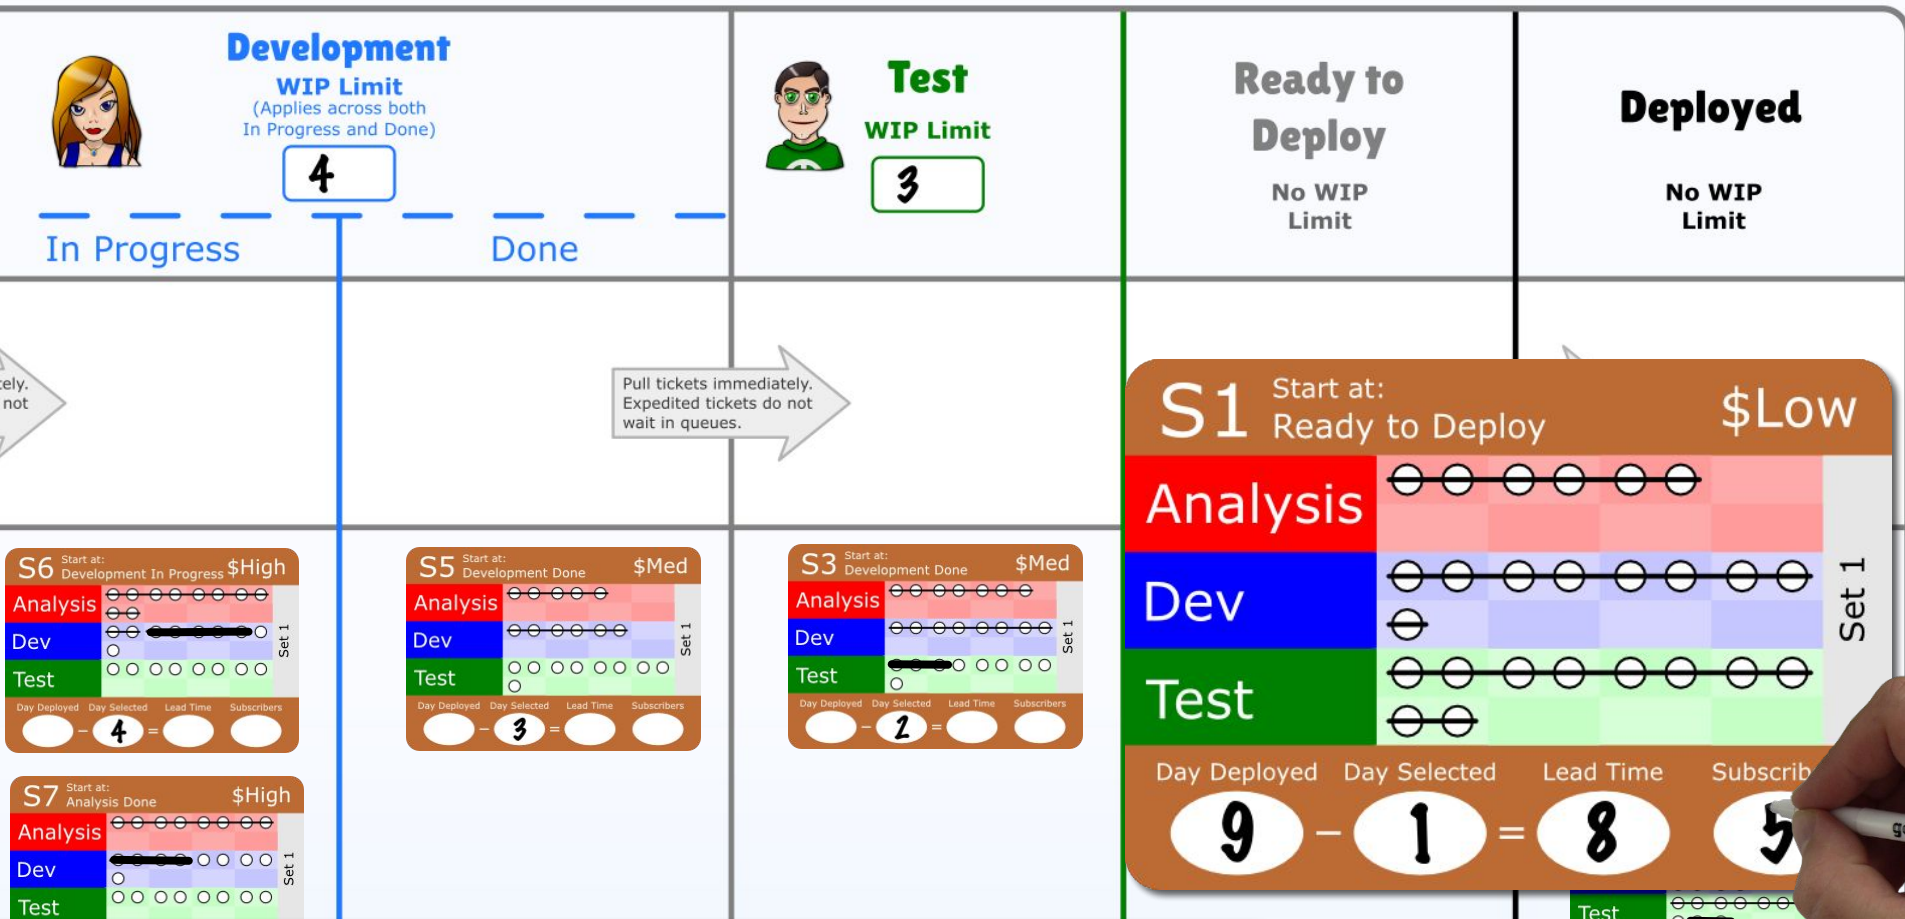 Development
WIP Limit
(Applies across both
In Progress and Done)
4
In Progress
Done
Test
WIP Limit
3
Ready to
Deploy
No WIP
Limit
Deployed
No WIP
Limit
not
Pull tickets immediately.
Expedited tickets do not
wait in queues.
S1
Start at:
Ready to Deploy
$Low
Analysis
Dev
Test
Set 1
Day Deployed
Day Selected
Lead Time
9 – 1 = 8
5
S6
Start at:
Development In Progress
$High
Analysis
Dev
Test
Set 1
Day Deployed
Day Selected
Lead Time
Subscribers
– 4 =
S5
Start at:
Development Done
$Med
Analysis
Dev
Test
Set 1
Day Deployed
Day Selected
Lead Time
Subscribers
– 3 =
S3
Start at:
Development Done
$Med
Analysis
Dev
Test
Set 1
Day Deployed
Day Selected
Lead Time
Subscribers
– 2 =
S7
Start at:
Analysis Done
$High
Analysis
Dev
Test
Set 1
Test